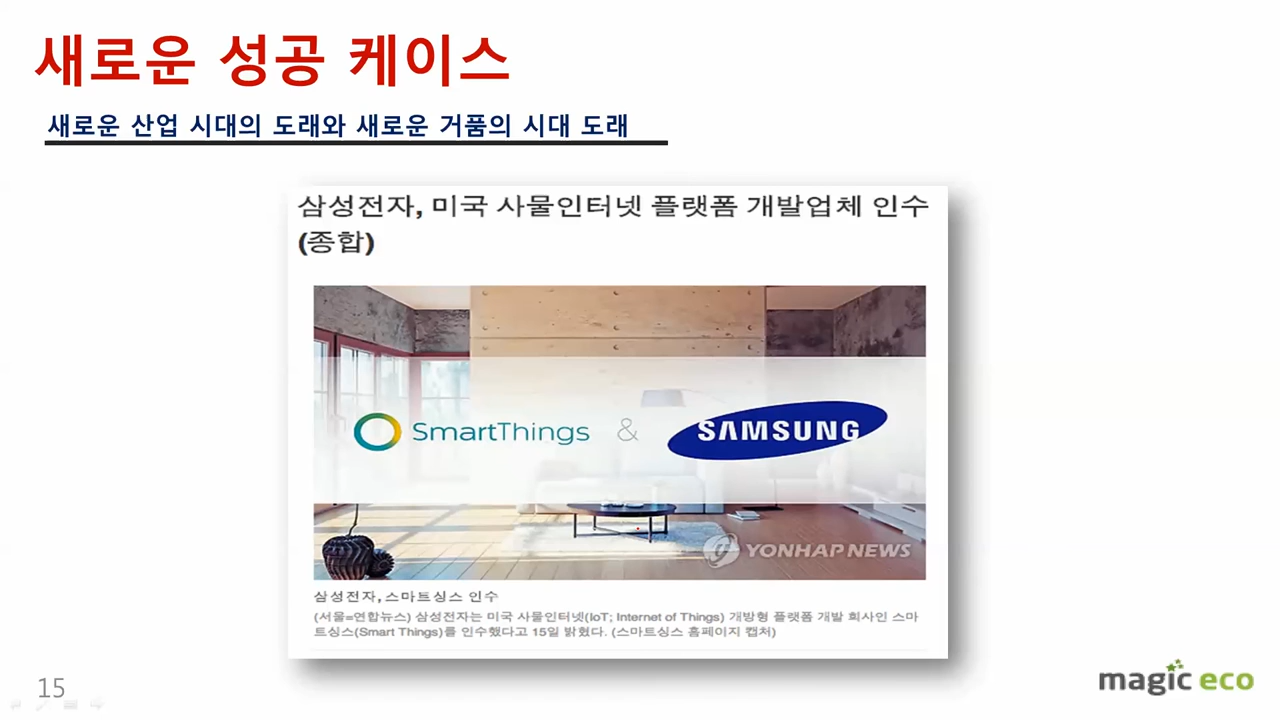 새로운 성공 케이스
새로운 산업 시대의 도래와 새로운 거품의 시대 도래
삼성전자, 미국 사물인터넷 플랫폼 개발업체 인수
(종합)
SmartThings & SAMSUNG
YONHAP NEWS
삼성전자, 스마트싱스 인수
(서울=연합뉴스) 삼성전자는 미국 사물인터넷(IoT; Internet of Things) 개방형 플랫폼 개발 회사인 스마
트싱스(Smart Things)를 인수했다고 15일 밝혔다. (스마트싱스 홈페이지 캡처)
15
magic eco